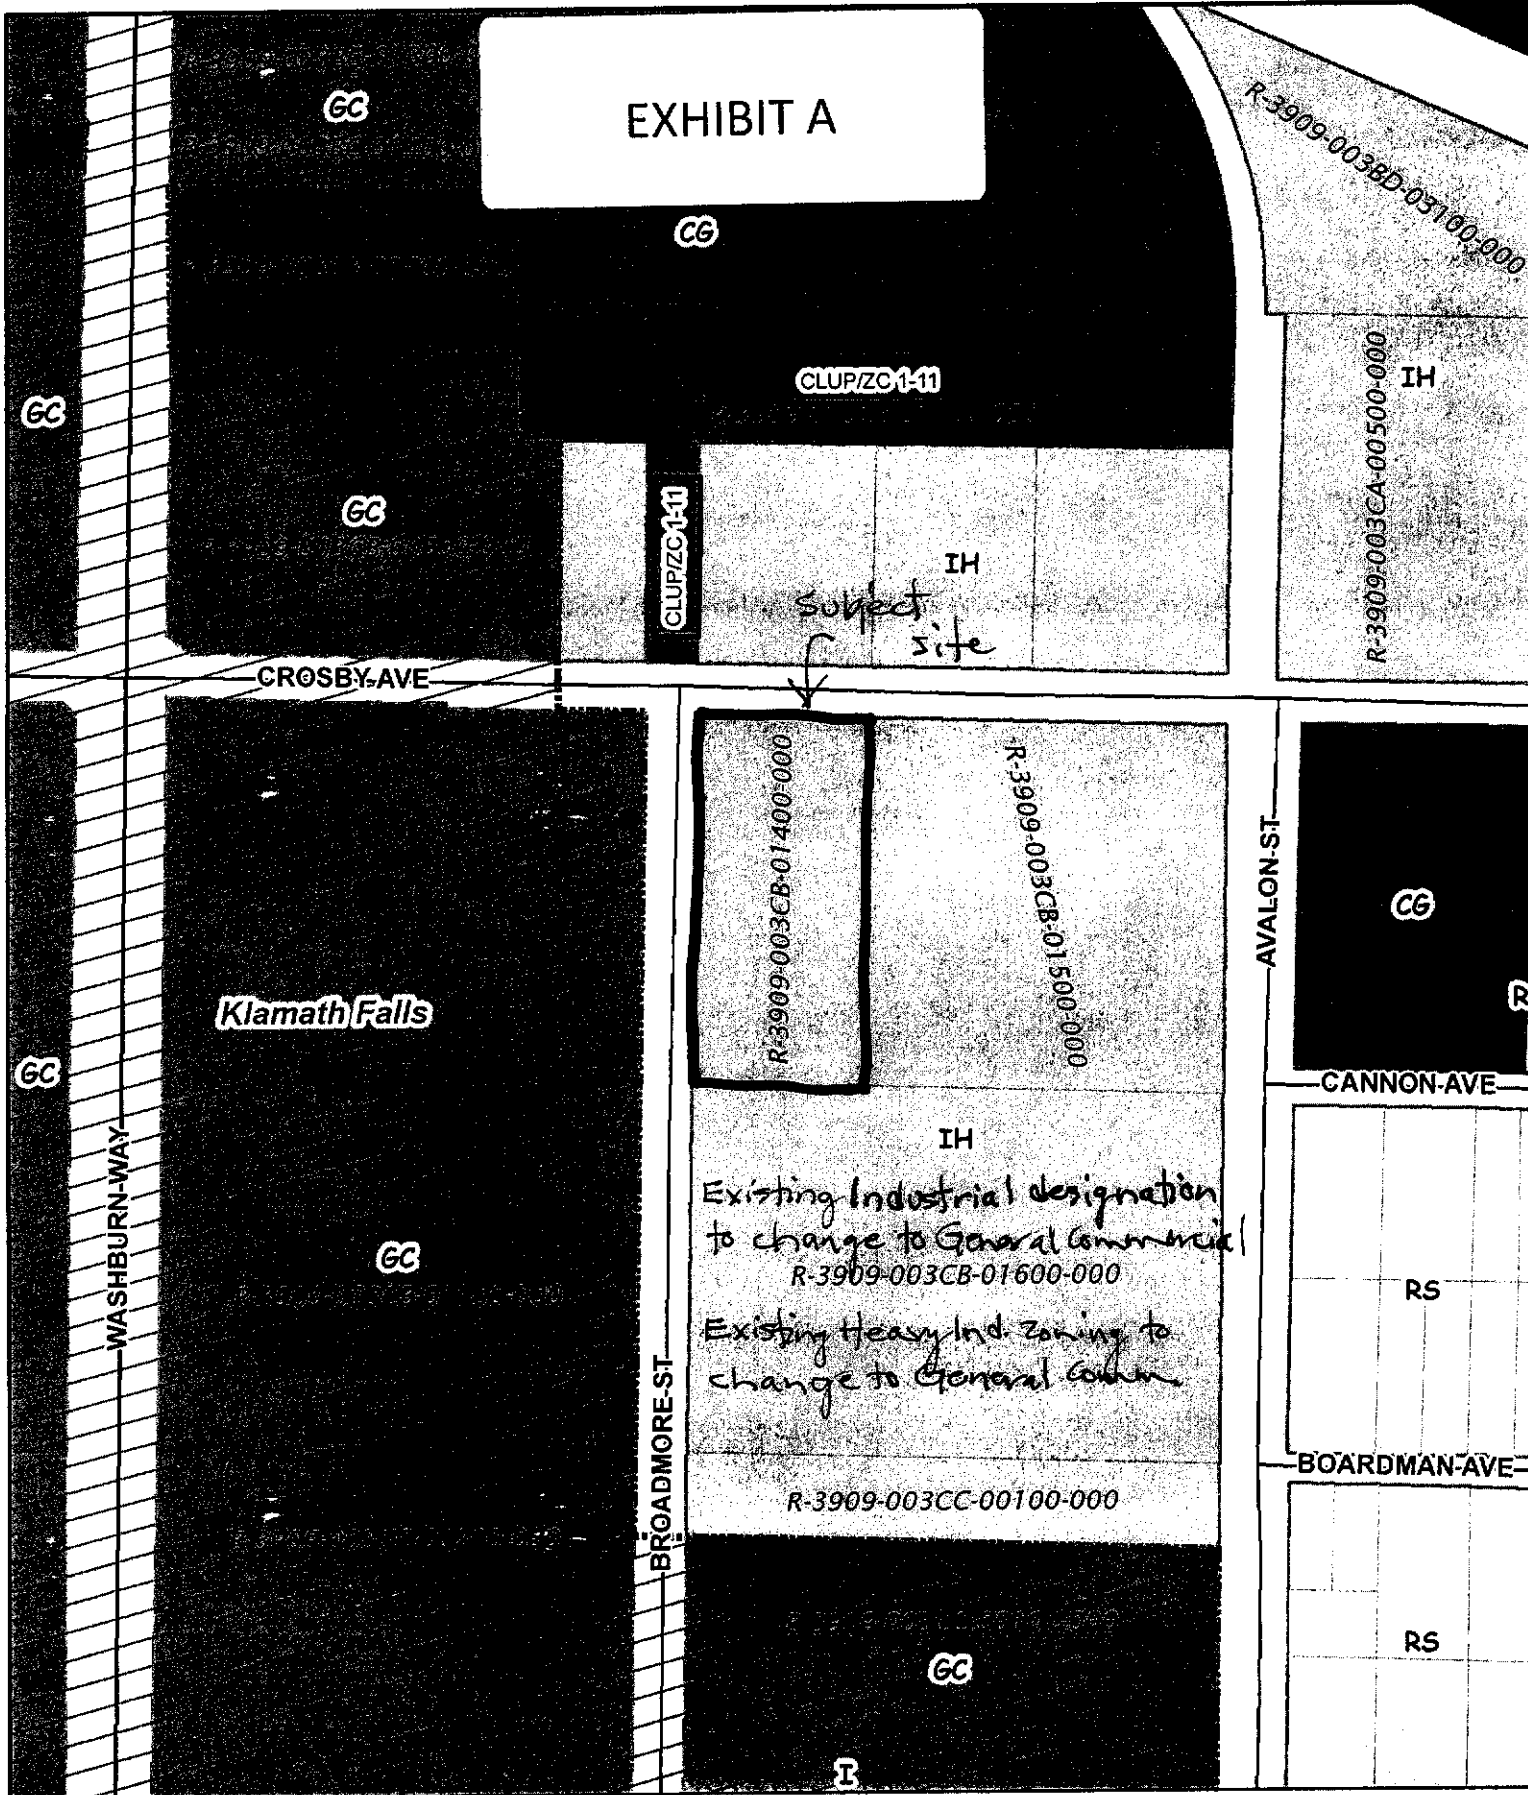 EXHIBIT A
GC
CG
R-3909-003BD-03100-000
CLUP/ZC 1-11
IH
R-3909-003CA-00500-000
GC
GC
CLUP/ZC 1-11
IH
Subject
site
CROSBY AVE
R-3909-003CB-01400-000
R-3909-003CB-01500-000
AVALON ST
CG
R
Klamath Falls
GC
CANNON AVE
WASHBURN WAY
IH
Existing Industrial designation
to change to General Commercial
R-3909-003CB-01600-000
GC
RS
Existing Heavy Ind. Zoning to
change to General Comm.
BROADMORE ST
BOARDMAN AVE
R-3909-003CC-00100-000
RS
GC
I